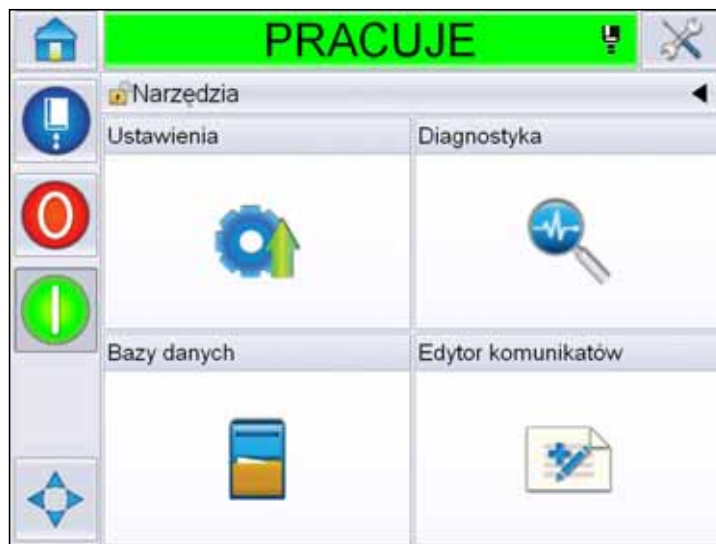 PRACUJE
Narzędzia
Ustawienia
Diagnostyka
Bazy danych
Edytor komunikatów